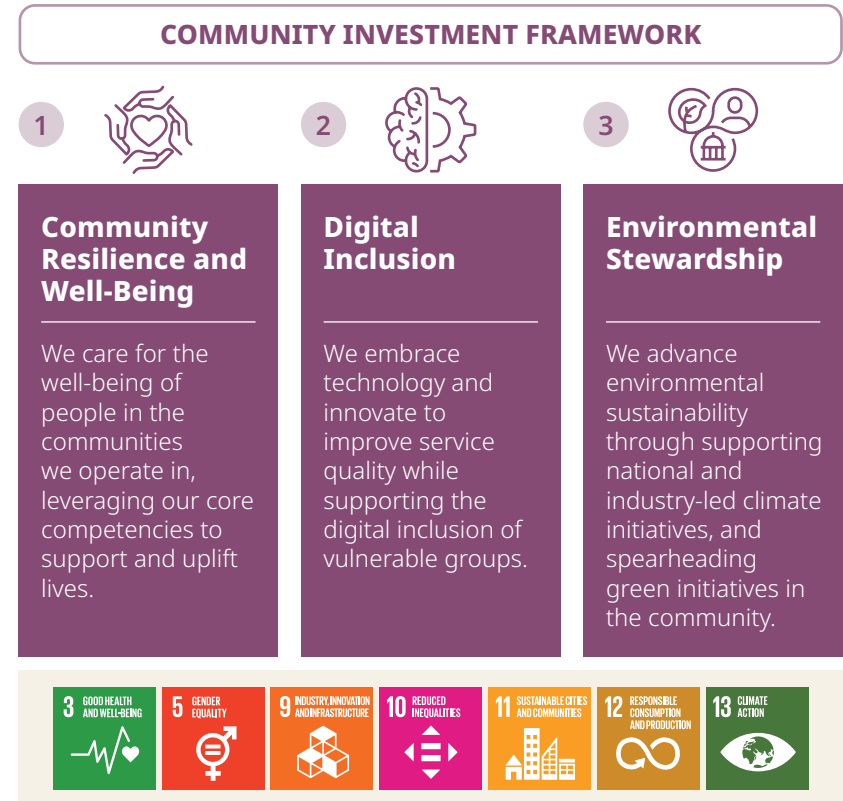 COMMUNITY INVESTMENT FRAMEWORK
1
Community
Resilience and
Well-Being
We care for the
well-being of
people in the
communities
we operate in,
leveraging our core
competencies to
support and uplift
lives.
2
Digital
Inclusion
We embrace
technology and
innovate to
improve service
quality while
supporting the
digital inclusion of
vulnerable groups.
3
Environmental
Stewardship
We advance
environmental
sustainability
through supporting
national and
industry-led climate
initiatives, and
spearheading
green initiatives in
the community.
3 GOOD HEALTH
AND WELL-BEING
5 GENDER
EQUALITY
9 INDUSTRY, INNOVATION
AND INFRASTRUCTURE
10 REDUCED
INEQUALITIES
11 SUSTAINABLE CITIES
AND COMMUNITIES
12 RESPONSIBLE
CONSUMPTION
AND PRODUCTION
13 CLIMATE
ACTION